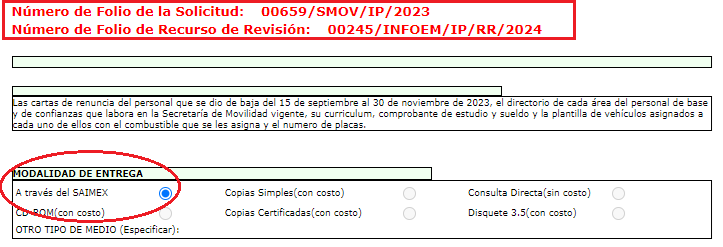 Número de Folio de la Solicitud: 00659/SMOV/IP/2023
Número de Folio de Recurso de Revisión: 00245/INFOEM/IP/RR/2024
Las cartas de renuncia del personal que se dio de baja del 15 de septiembre al 30 de noviembre de 2023, el directorio de cada área del personal de base
y de confianzas que labora en la Secretaría de Movilidad vigente, su curriculum, comprobante de estudio y sueldo y la plantilla de vehículos asignados a
cada uno de ellos con el combustible que se les asigna y el numero de placas.
MODALIDAD DE ENTREGA
A través del SAIMEX Copias Simples(con costo) Consulta Directa(sin costo)
CD-ROM(con costo) Copias Certificadas(con costo) Disquete 3.5(con costo)
OTRO TIPO DE MEDIO (Especificar):